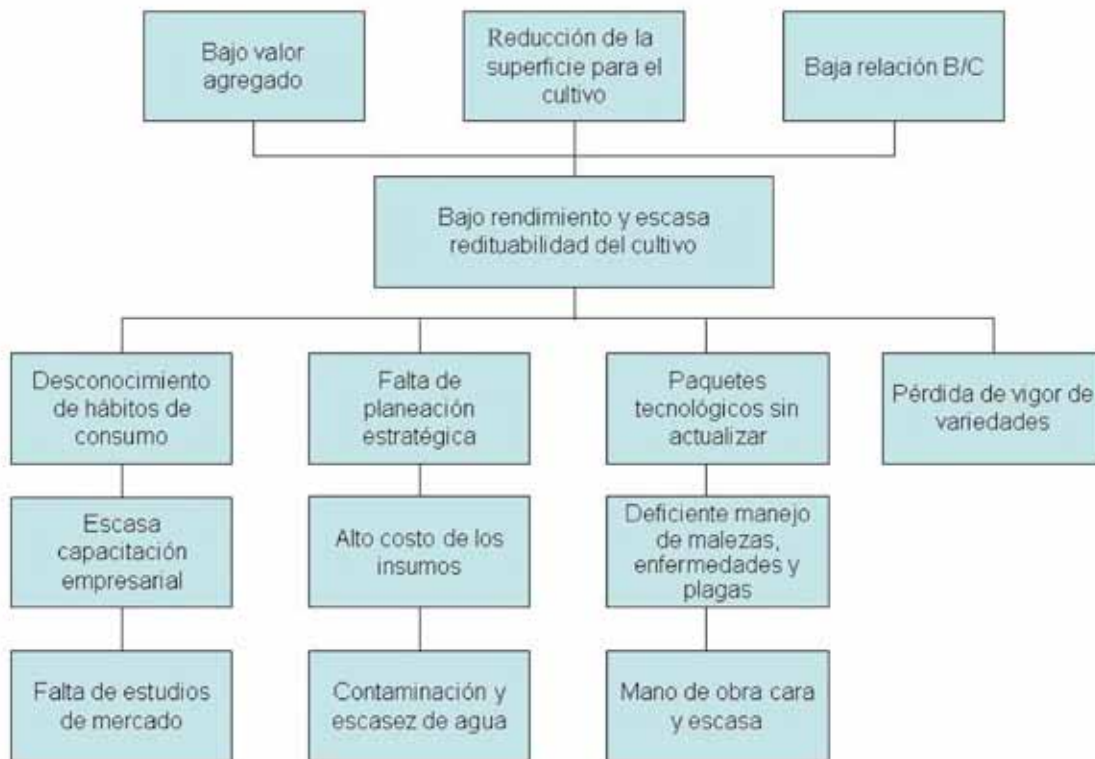 Bajo valor
agregado
Reducción de la
superficie para el
cultivo
Baja relación B/C
Bajo rendimiento y escasa
redituabilidad del cultivo
Desconocimiento
de hábitos de
consumo
Falta de
planeación
estratégica
Paquetes
tecnológicos sin
actualizar
Pérdida de vigor de
variedades
Escasa
capacitación
empresarial
Alto costo de los
insumos
Deficiente manejo
de malezas,
enfermedades y
plagas
Falta de estudios
de mercado
Contaminación y
escasez de agua
Mano de obra cara
y escasa